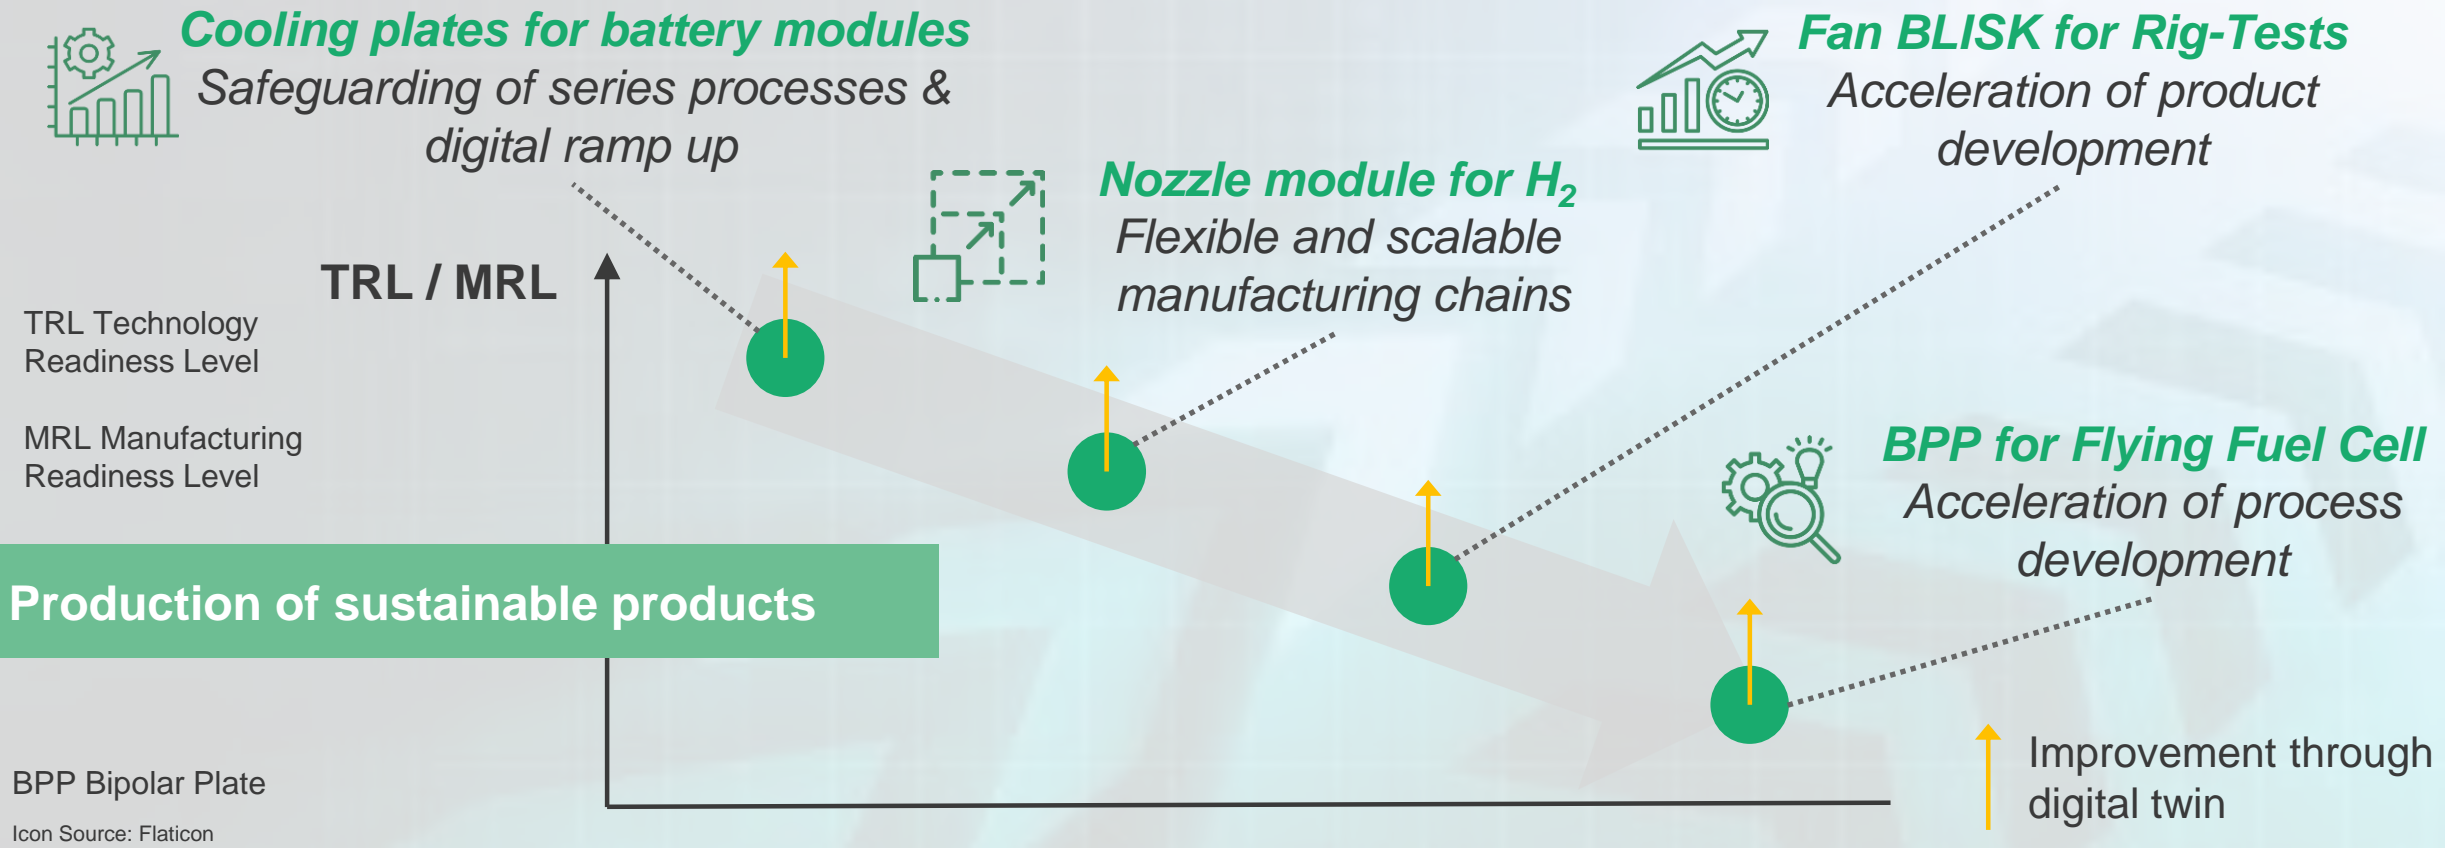 Cooling plates for battery modules
Safeguarding of series processes &
digital ramp up
Nozzle module for H₂
Flexible and scalable
manufacturing chains
Fan BLISK for Rig-Tests
Acceleration of product
development
BPP for Flying Fuel Cell
Acceleration of process
development
TRL / MRL
TRL Technology
Readiness Level
MRL Manufacturing
Readiness Level
Production of sustainable products
BPP Bipolar Plate
Icon Source: Flaticon
Improvement through
digital twin